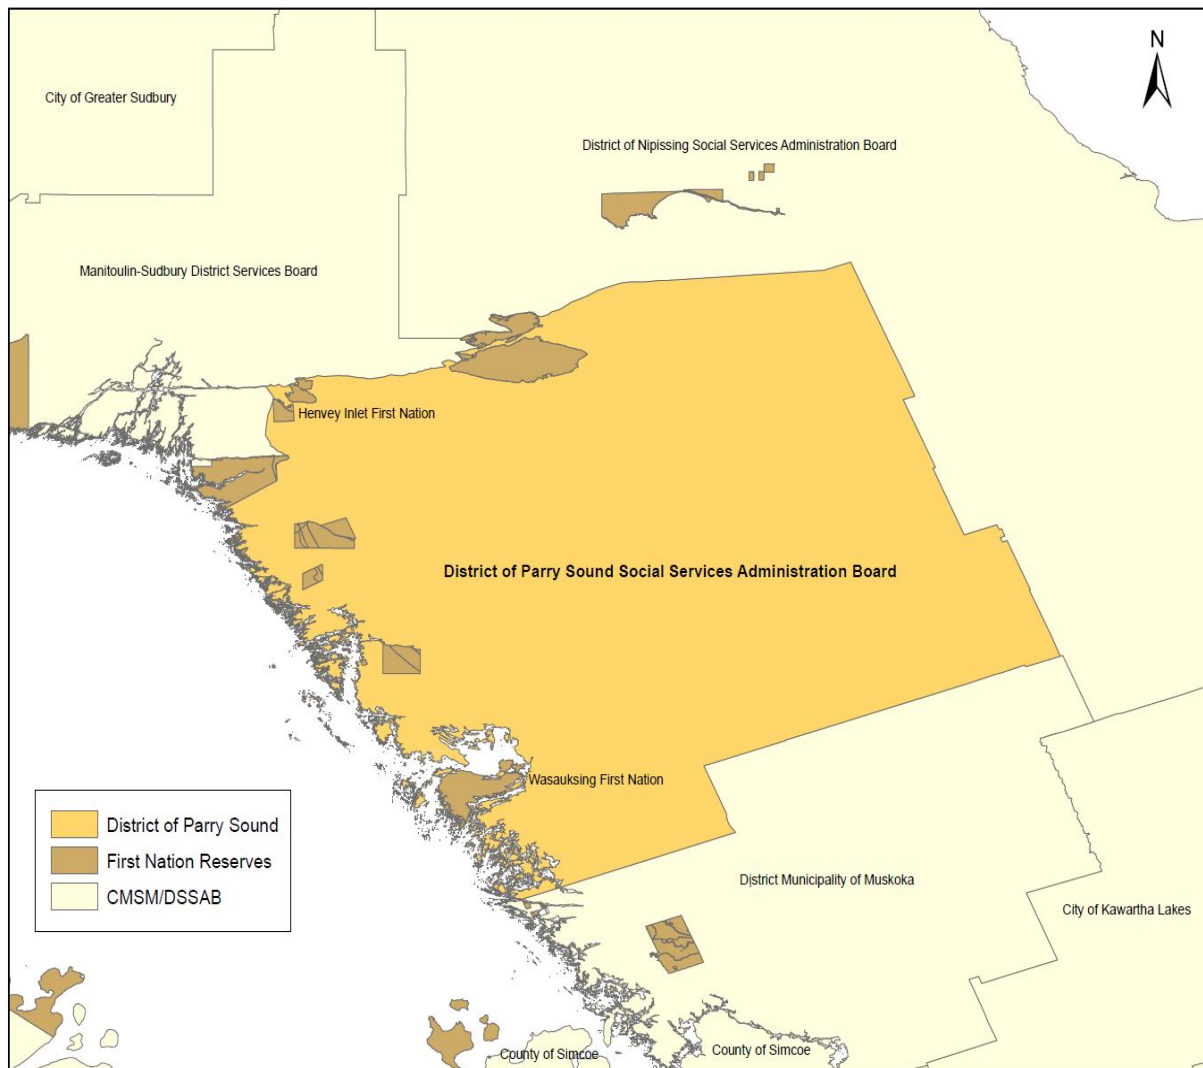 N
City of Greater Sudbury
District of Nipissing Social Services Administration Board
Manitoulin-Sudbury District Services Board
Henvey Inlet First Nation
District of Parry Sound Social Services Administration Board
Wasauksing First Nation
District of Parry Sound
First Nation Reserves
CMSM/DSSAB
District Municipality of Muskoka
City of Kawartha Lakes
County of Simcoe
County of Simcoe